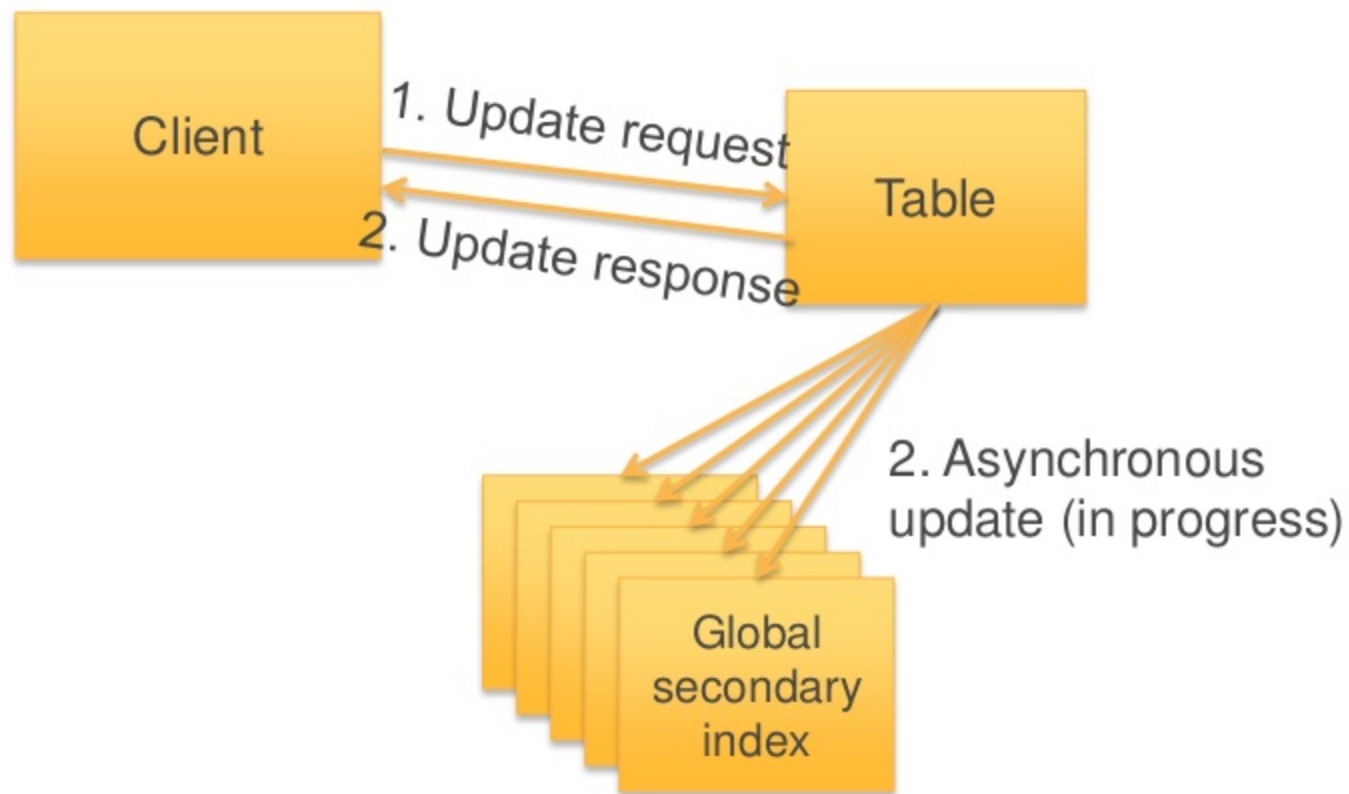 Client
1. Update request
2. Update response
Table
2. Asynchronous
update (in progress)
Global
secondary
index